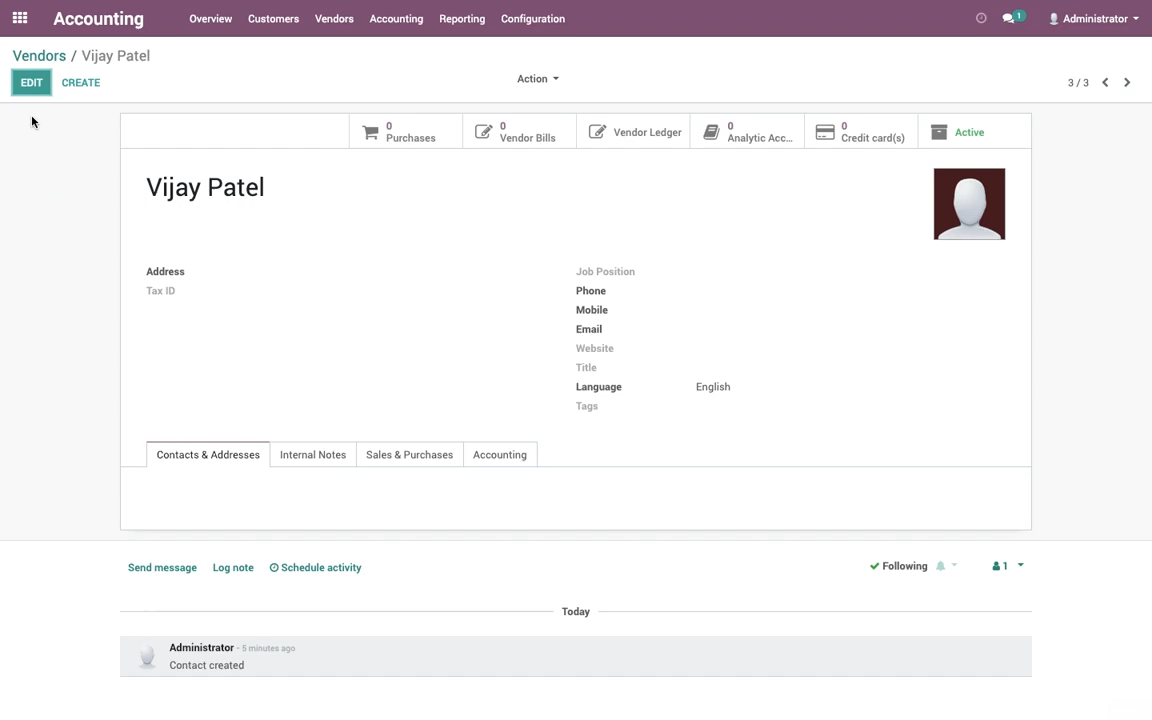 Accounting Overview Customers Vendors Accounting Reporting Configuration 1 Administrator
Vendors / Vijay Patel
EDIT CREATE Action 3 / 3
0 Purchases
0 Vendor Bills
Vendor Ledger
0 Analytic Acc...
0 Credit card(s)
Active
Vijay Patel
Address
Tax ID
Job Position
Phone
Mobile
Email
Website
Title
Language English
Tags
Contacts & Addresses Internal Notes Sales & Purchases Accounting
Send message Log note Schedule activity Following 1
Today
Administrator - 5 minutes ago
Contact created